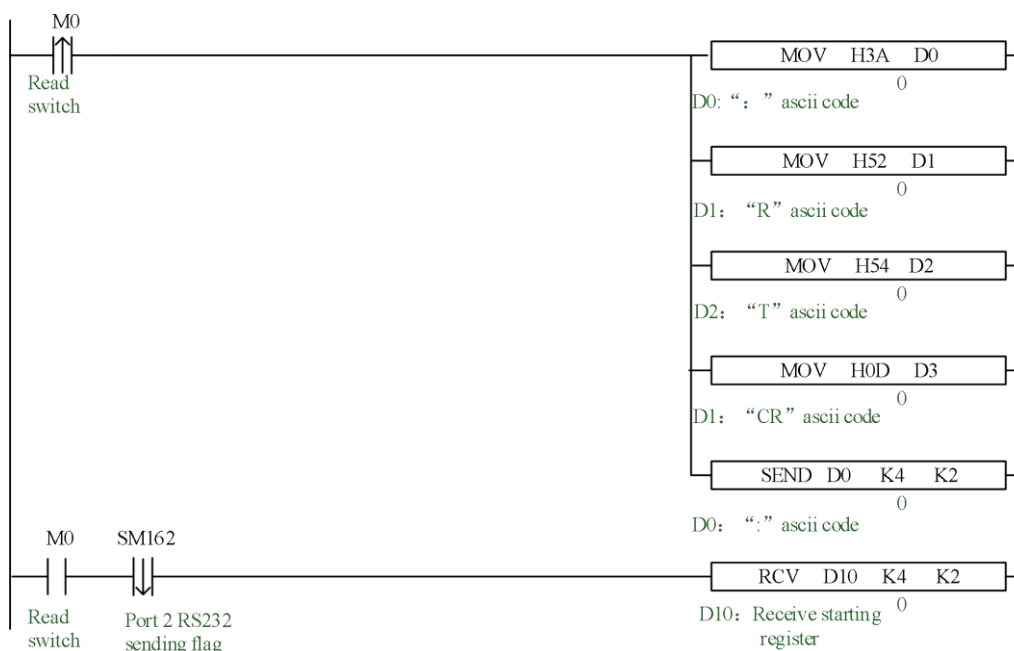 M0
Read
switch
MOV H3A D0
0
D0:“：”ascii code
MOV H52 D1
0
D1：“R”ascii code
MOV H54 D2
0
D2：“T”ascii code
MOV H0D D3
0
D1：“CR”ascii code
SEND D0 K4 K2
0
D0：“:”ascii code
M0 SM162
RCV D10 K4 K2
0
Read
switch
Port 2 RS232
sending flag
D10：Receive starting
register